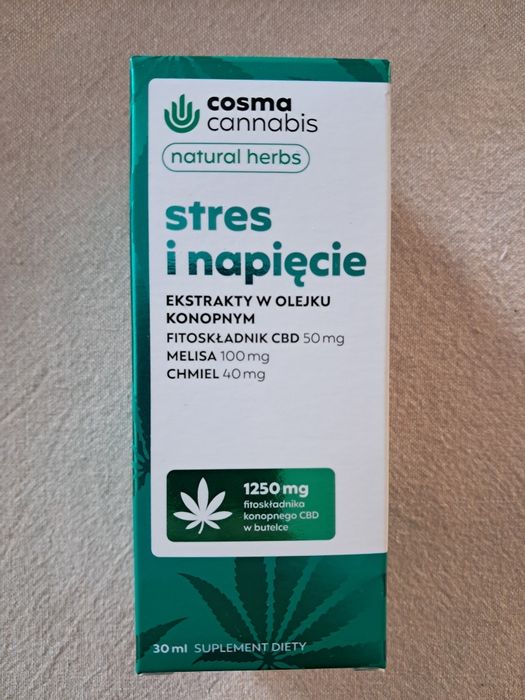 cosma
cannabis
natural herbs
stres
i napięcie
EKSTRAKTY W OLEJKU
KONOPNYM
FITOSKŁADNIK CBD 50 mg
MELISA 100 mg
CHMIEL 40 mg
1250 mg
fitoskładnika
konopnego CBD
w butelce
30 ml SUPLEMENT DIETY